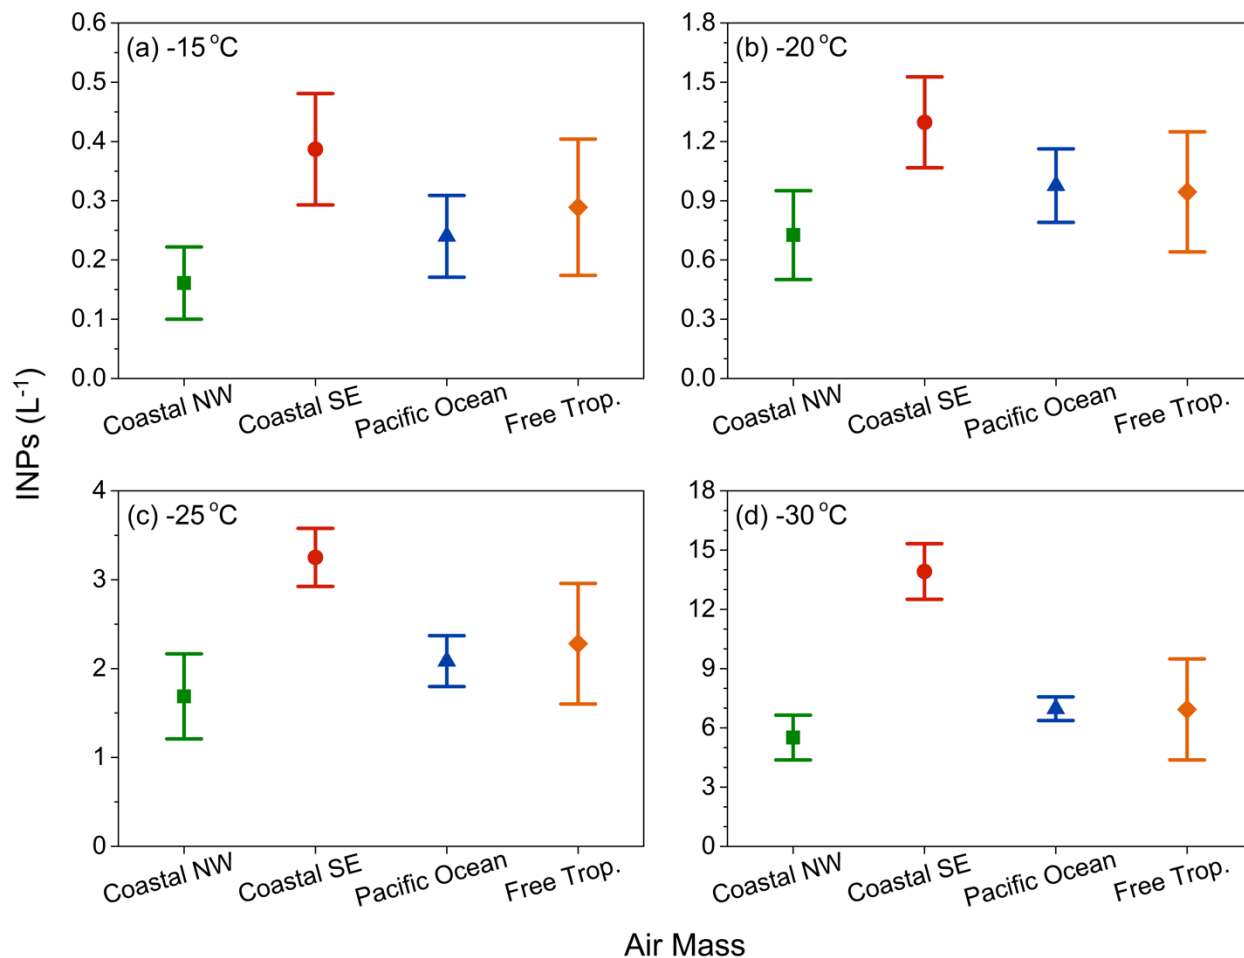 (a) -15 °C
0.6
0.5
0.4
0.3
0.2
0.1
0.0
Coastal NW
Coastal SE
Pacific Ocean
Free Trop.
(b) -20 °C
1.8
1.5
1.2
0.9
0.6
0.3
0.0
Coastal NW
Coastal SE
Pacific Ocean
Free Trop.
INPs (L⁻¹)
(c) -25 °C
4
3
2
1
0
Coastal NW
Coastal SE
Pacific Ocean
Free Trop.
(d) -30 °C
18
15
12
9
6
3
0
Coastal NW
Coastal SE
Pacific Ocean
Free Trop.
Air Mass